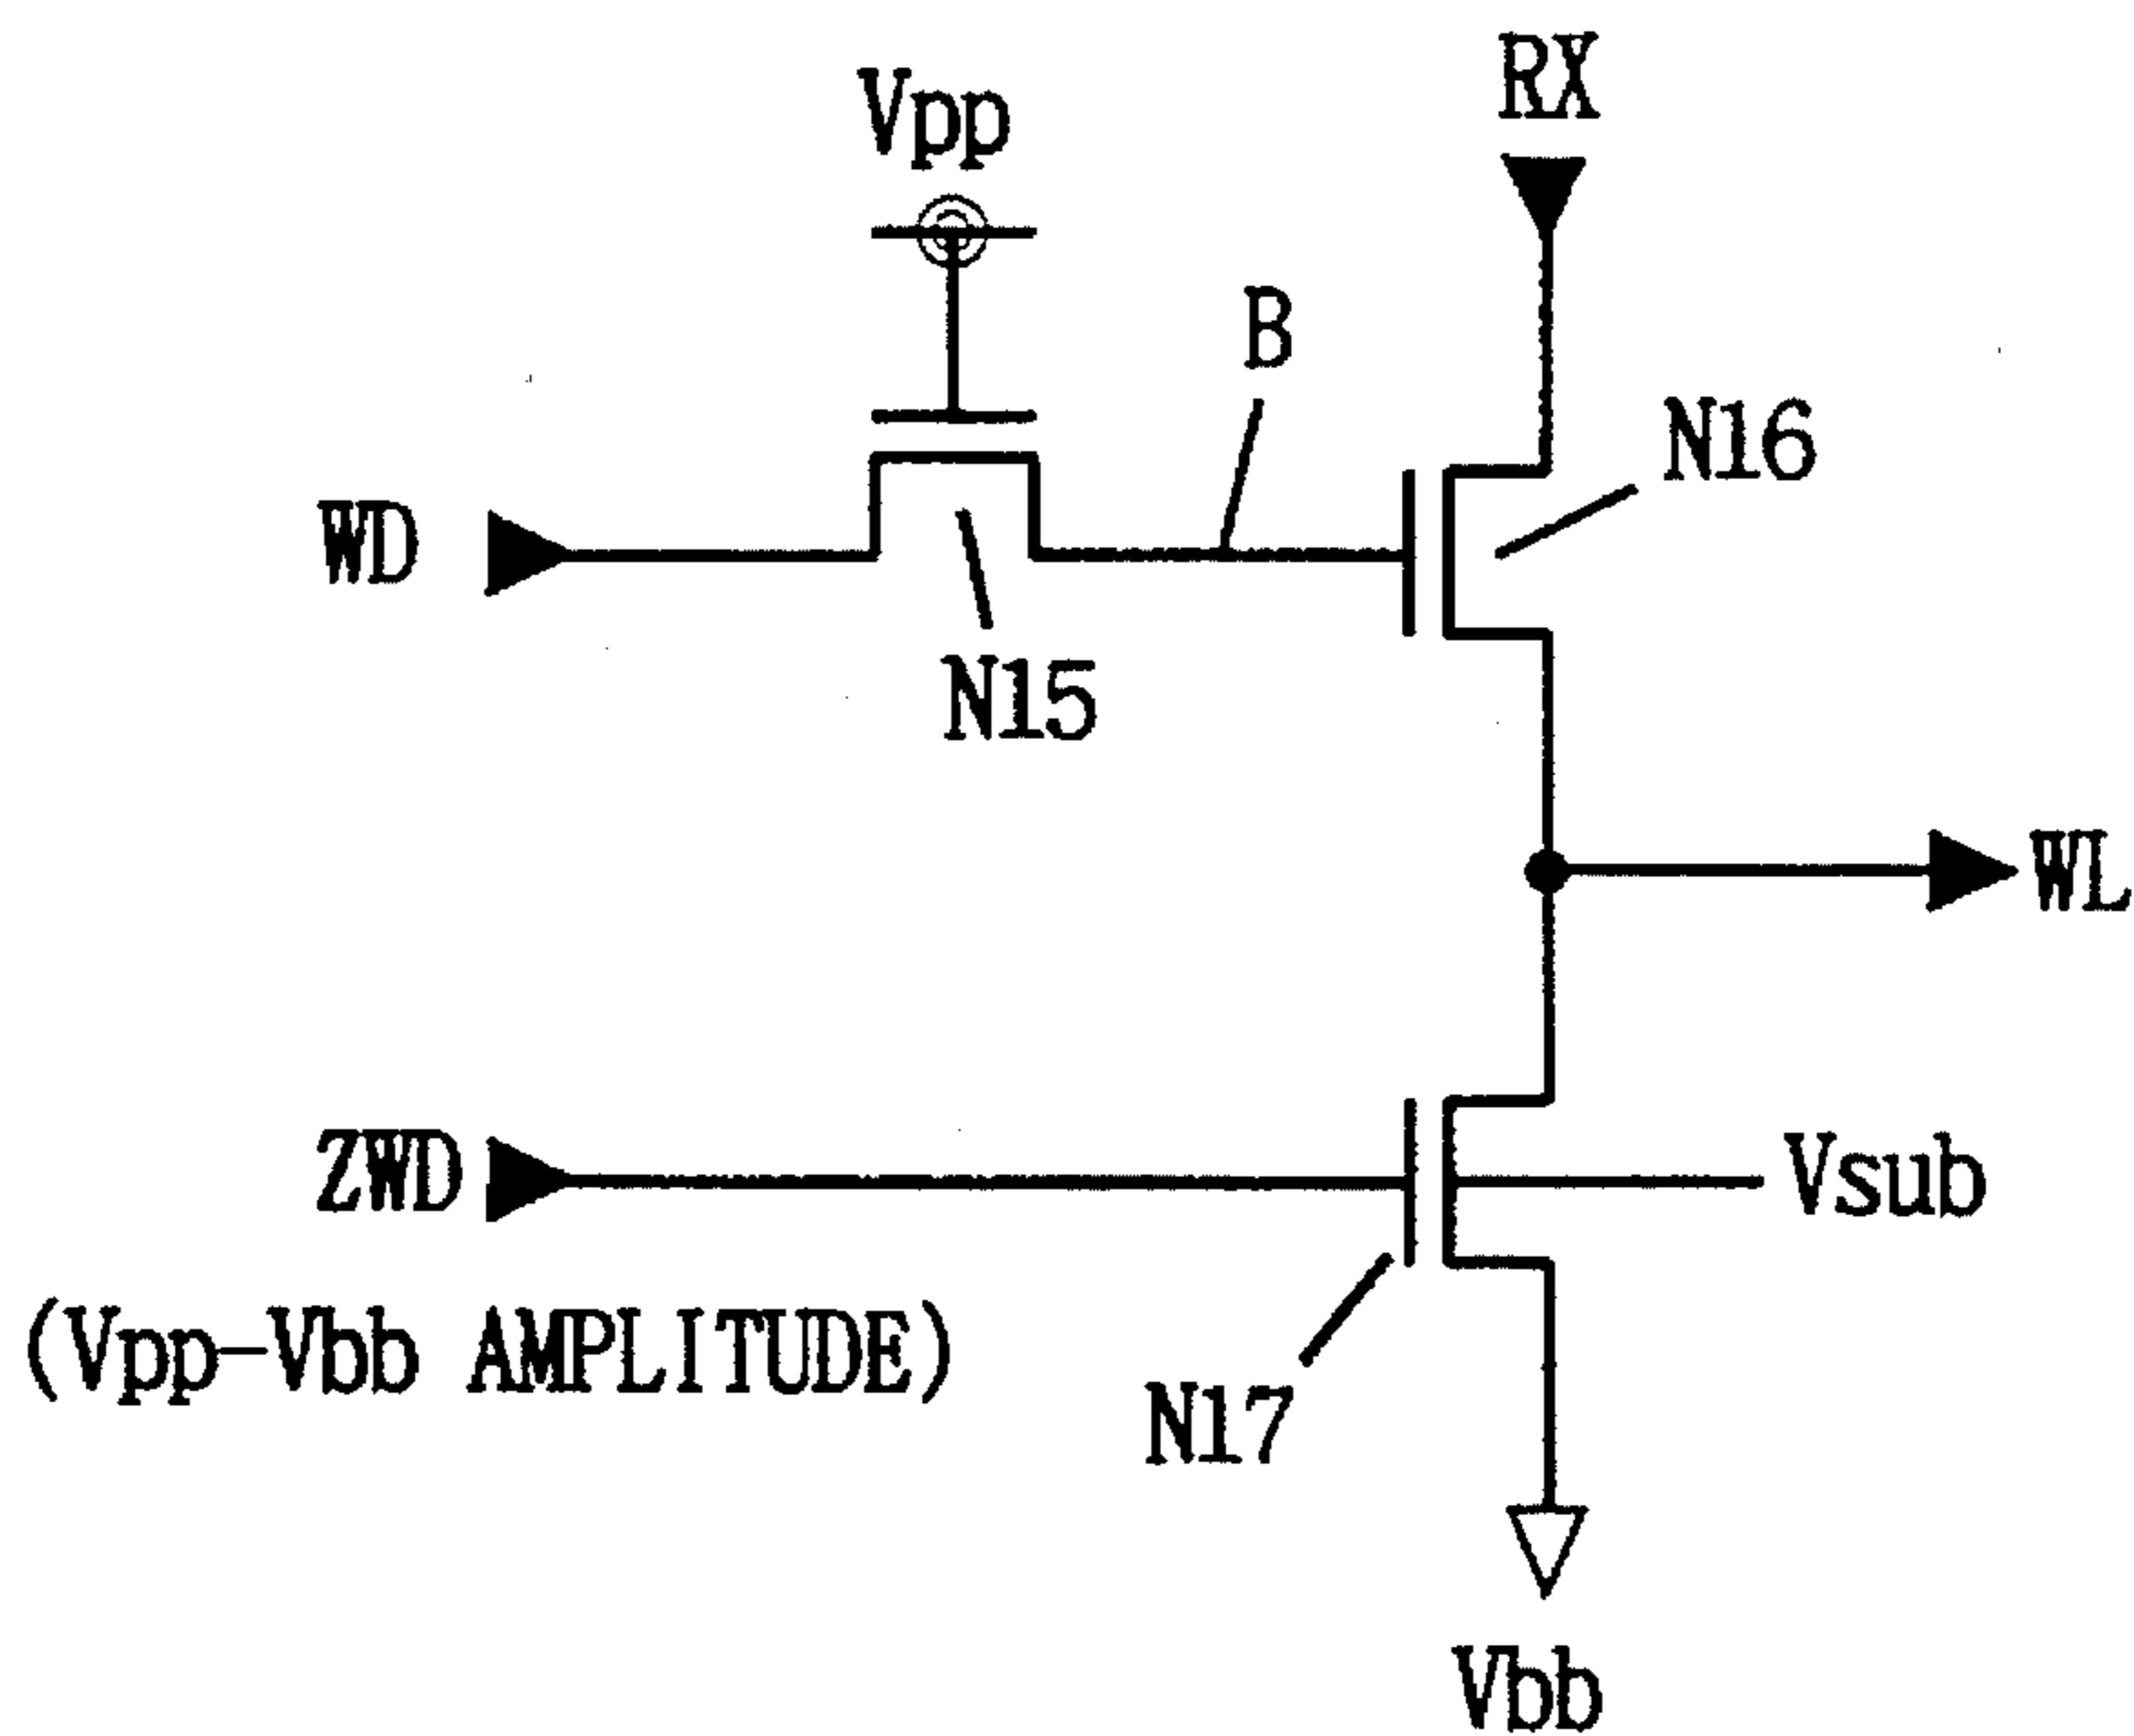 RX
Vpp
B
N16
WD
N15
WL
ZWD
Vsub
(Vpp-Vbb AMPLITUDE)
N17
Vbb